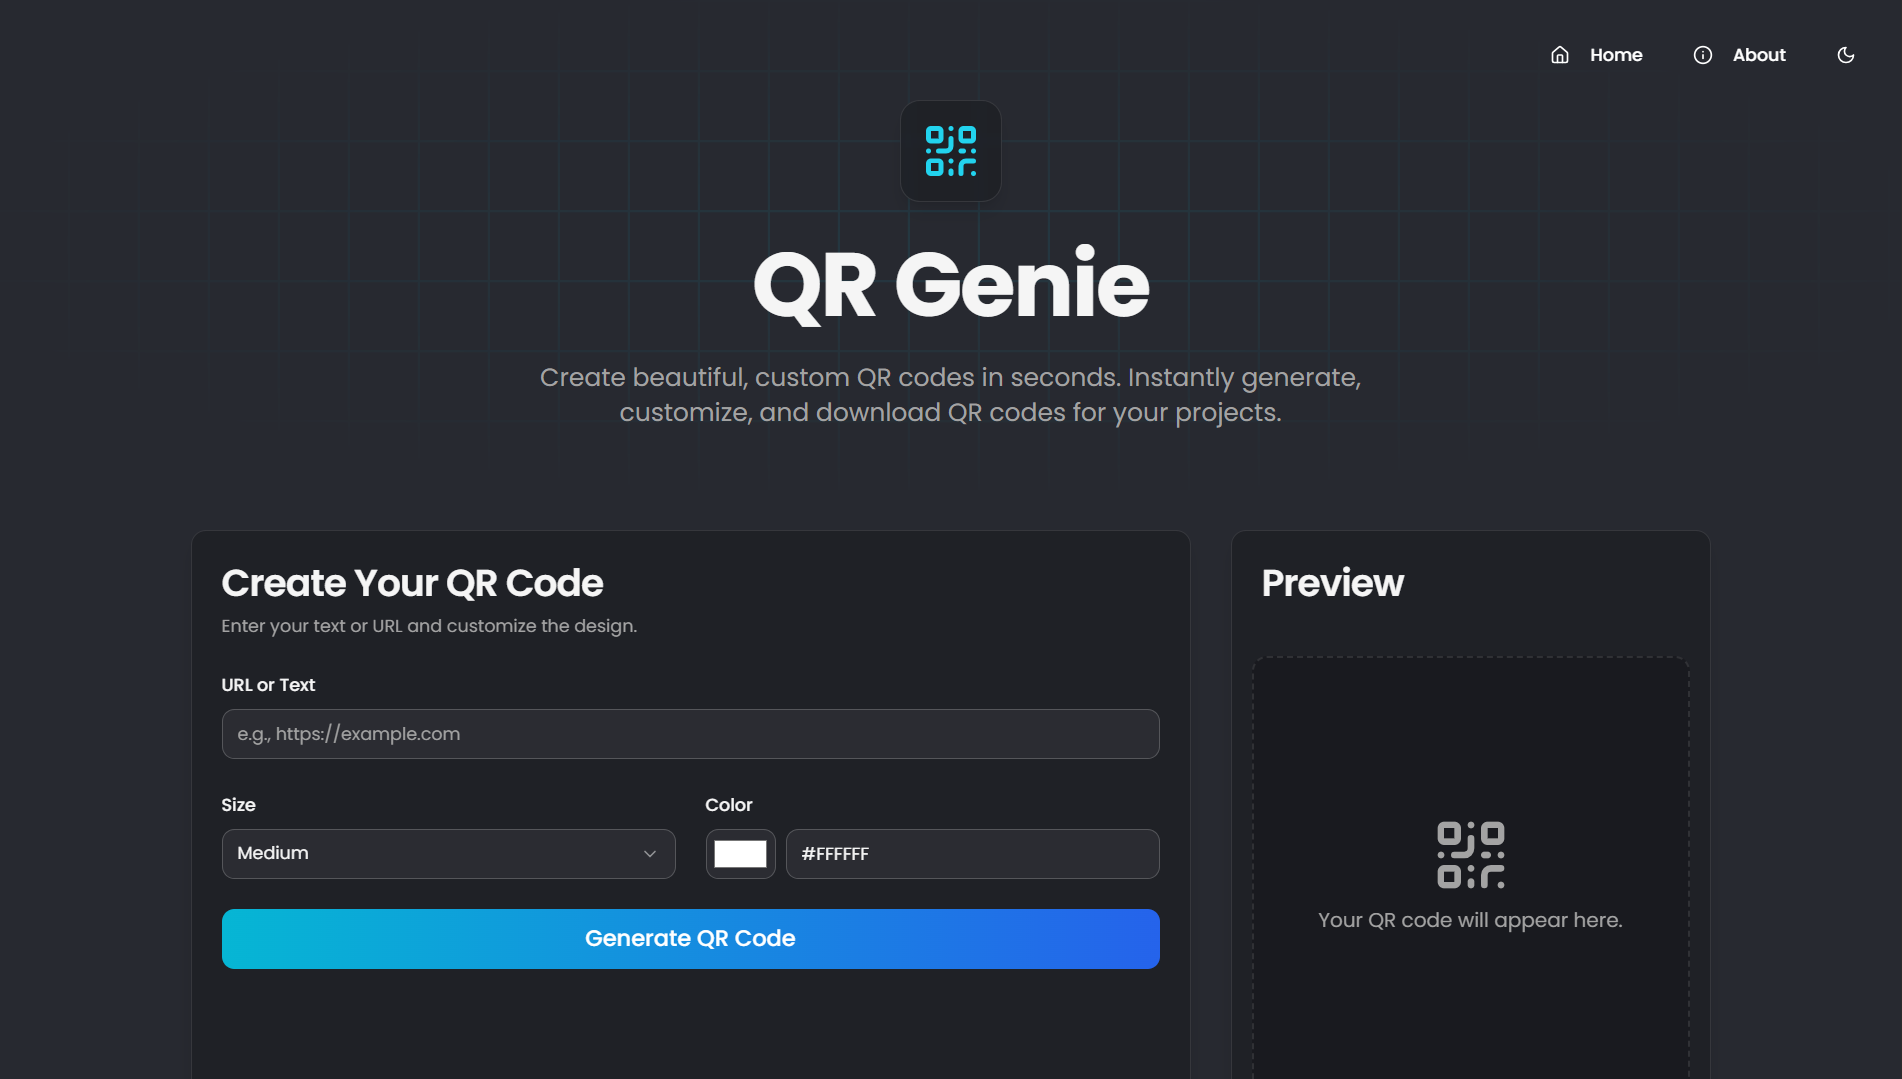 Home
About
QR Genie
Create beautiful, custom QR codes in seconds. Instantly generate,
customize, and download QR codes for your projects.
Create Your QR Code
Enter your text or URL and customize the design.
URL or Text
e.g., https://example.com
Size
Color
Medium
#FFFFFF
Generate QR Code
Preview
Your QR code will appear here.